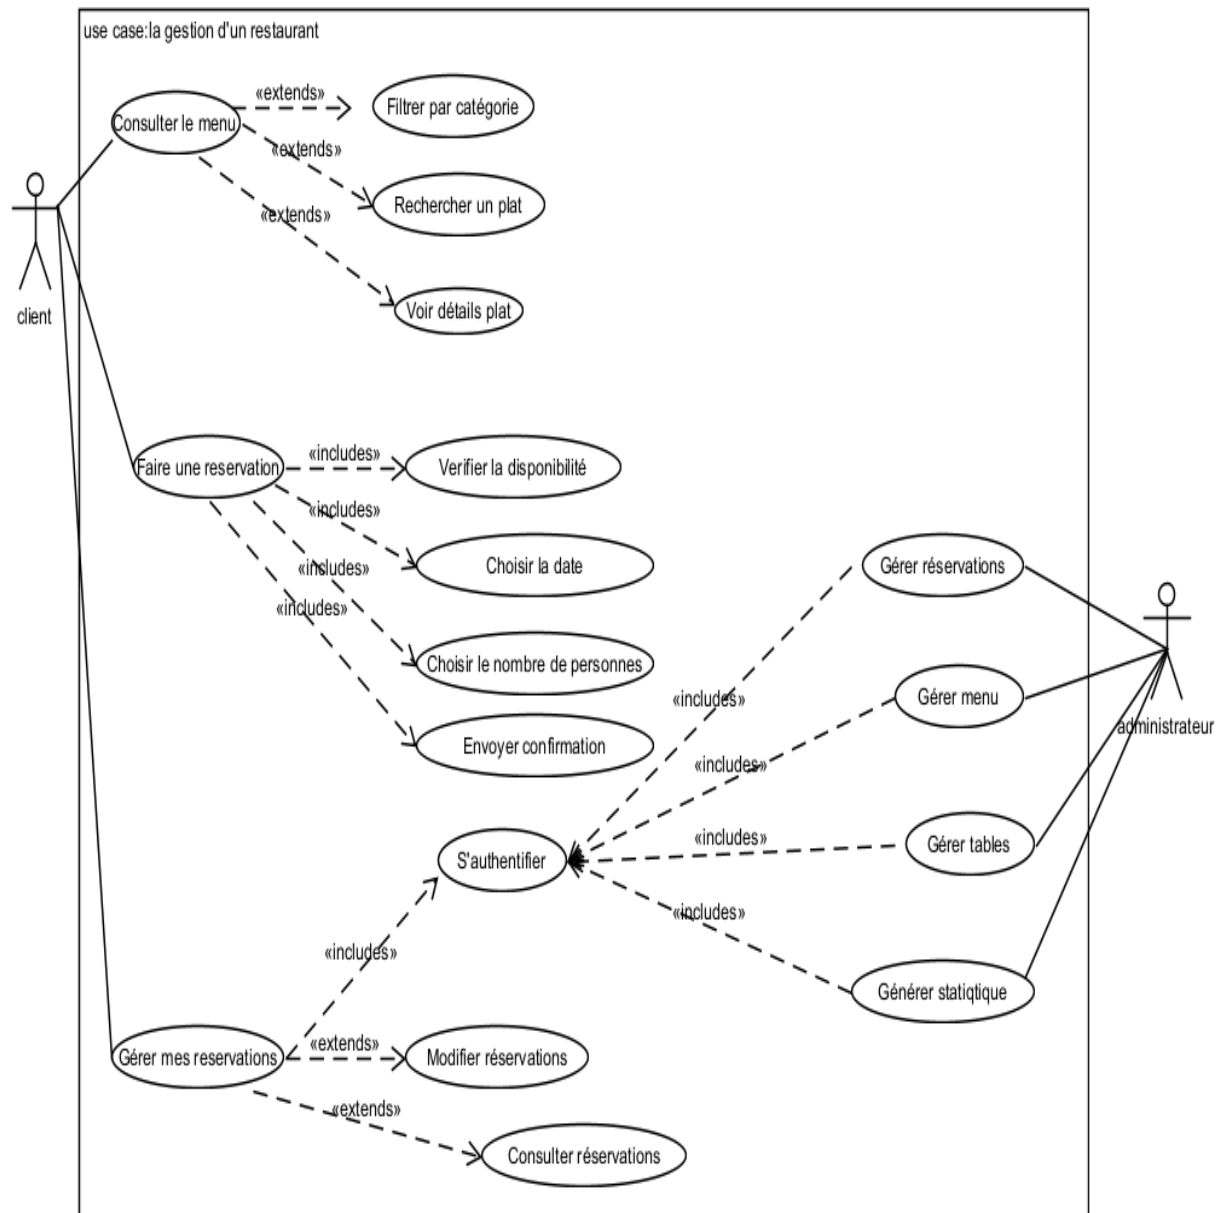 use case:la gestion d'un restaurant
«extends»
Filtrer par catégorie
Consulter le menu
«extends»
Rechercher un plat
«extends»
Voir détails plat
client
Faire une reservation
«includes»
Verifier la disponibilité
«includes»
Choisir la date
«includes»
Choisir le nombre de personnes
«includes»
Envoyer confirmation
Gérer réservations
«includes»
Gérer menu
administrateur
«includes»
Gérer tables
«includes»
S'authentifier
«includes»
Générer statiqtique
«includes»
Gérer mes reservations
«extends»
Modifier réservations
«extends»
Consulter réservations